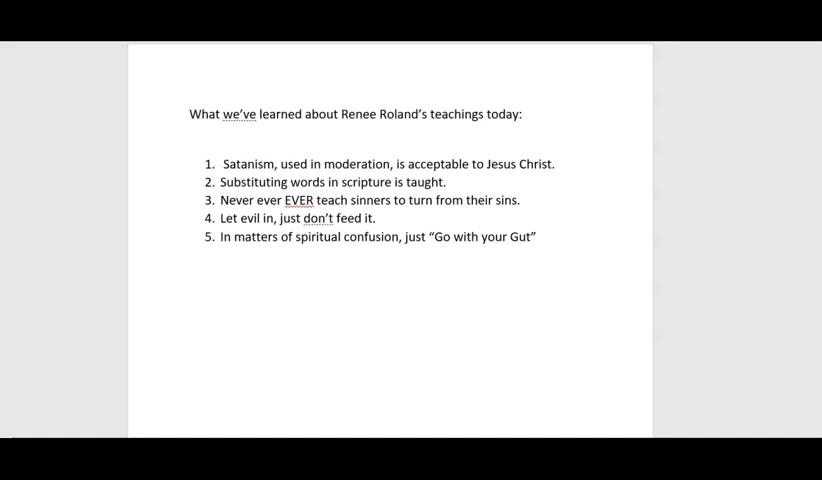 What we’ve learned about Renee Roland’s teachings today:
1. Satanism, used in moderation, is acceptable to Jesus Christ.
2. Substituting words in scripture is taught.
3. Never ever EVER teach sinners to turn from their sins.
4. Let evil in, just don’t feed it.
5. In matters of spiritual confusion, just “Go with your Gut”